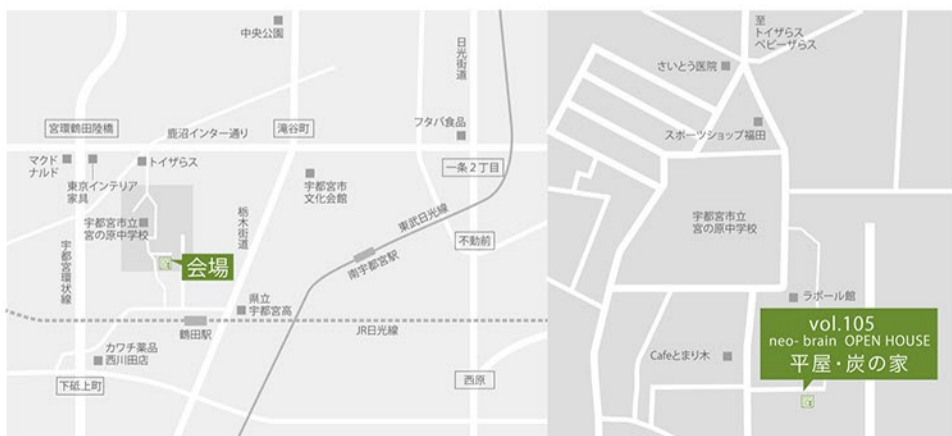 中央公園
日光街道
宮環鶴田陸橋
鹿沼インター通り
滝谷町
フタバ食品
マクド
ナルド
東京インテリア
家具
トイザらス
宇都宮市
文化会館
一条2丁目
宇都宮市立
宮の原中学校
栃木街道
東武日光線
宇都宮環状線
会場
南宇都宮駅
不動前
県立
宇都宮高
鶴田駅
JR日光線
カワチ薬品
西川田店
下砥上町
西原
至
トイザらス
ベビーザらス
さいとう医院
スポーツショップ福田
宇都宮市立
宮の原中学校
ラポール館
vol.105
neo- brain OPEN HOUSE
平屋・炭の家
Cafeとまり木